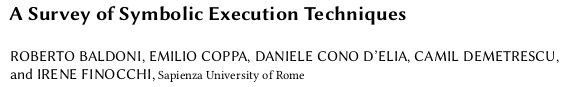 A Survey of Symbolic Execution Techniques
ROBERTO BALDONI, EMILIO COPPA, DANIELE CONO D'ELIA, CAMIL DEMETRESCU,
and IRENE FINOCCHI, Sapienza University of Rome